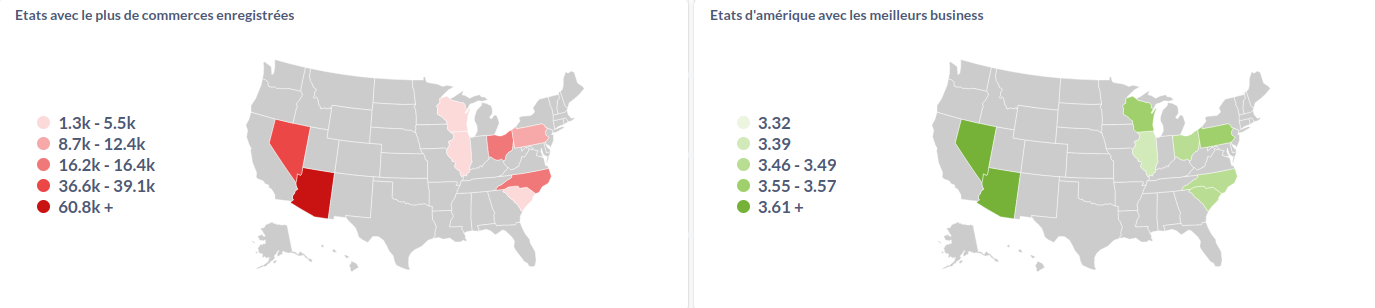 Etats avec le plus de commerces enregistrées
1.3k - 5.5k
8.7k - 12.4k
16.2k - 16.4k
36.6k - 39.1k
60.8k +
Etats d'amérique avec les meilleurs business
3.32
3.39
3.46 - 3.49
3.55 - 3.57
3.61 +